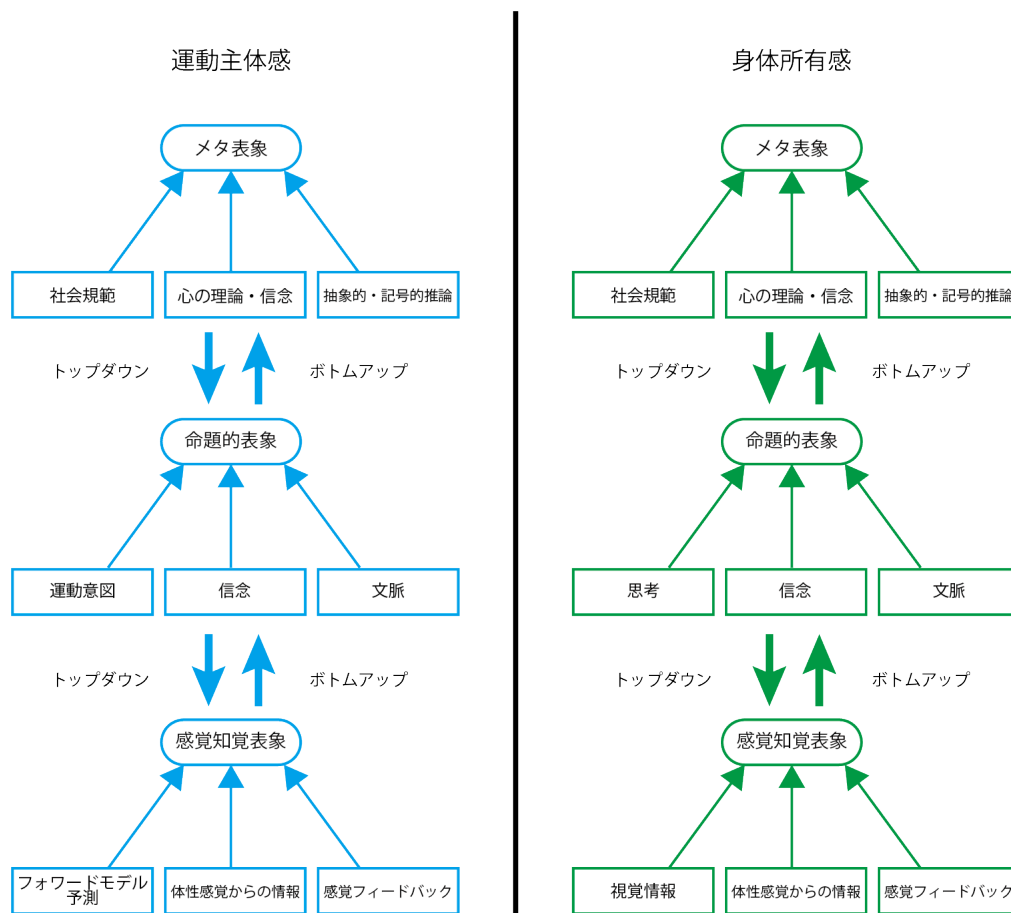 運動主体感
メタ表象
社会規範
心の理論・信念
抽象的・記号的推論
トップダウン
ボトムアップ
命題的表象
運動意図
信念
文脈
トップダウン
ボトムアップ
感覚知覚表象
フォワードモデル
予測
体性感覚からの情報
感覚フィードバック
身体所有感
メタ表象
社会規範
心の理論・信念
抽象的・記号的推論
トップダウン
ボトムアップ
命題的表象
思考
信念
文脈
トップダウン
ボトムアップ
感覚知覚表象
視覚情報
体性感覚からの情報
感覚フィードバック